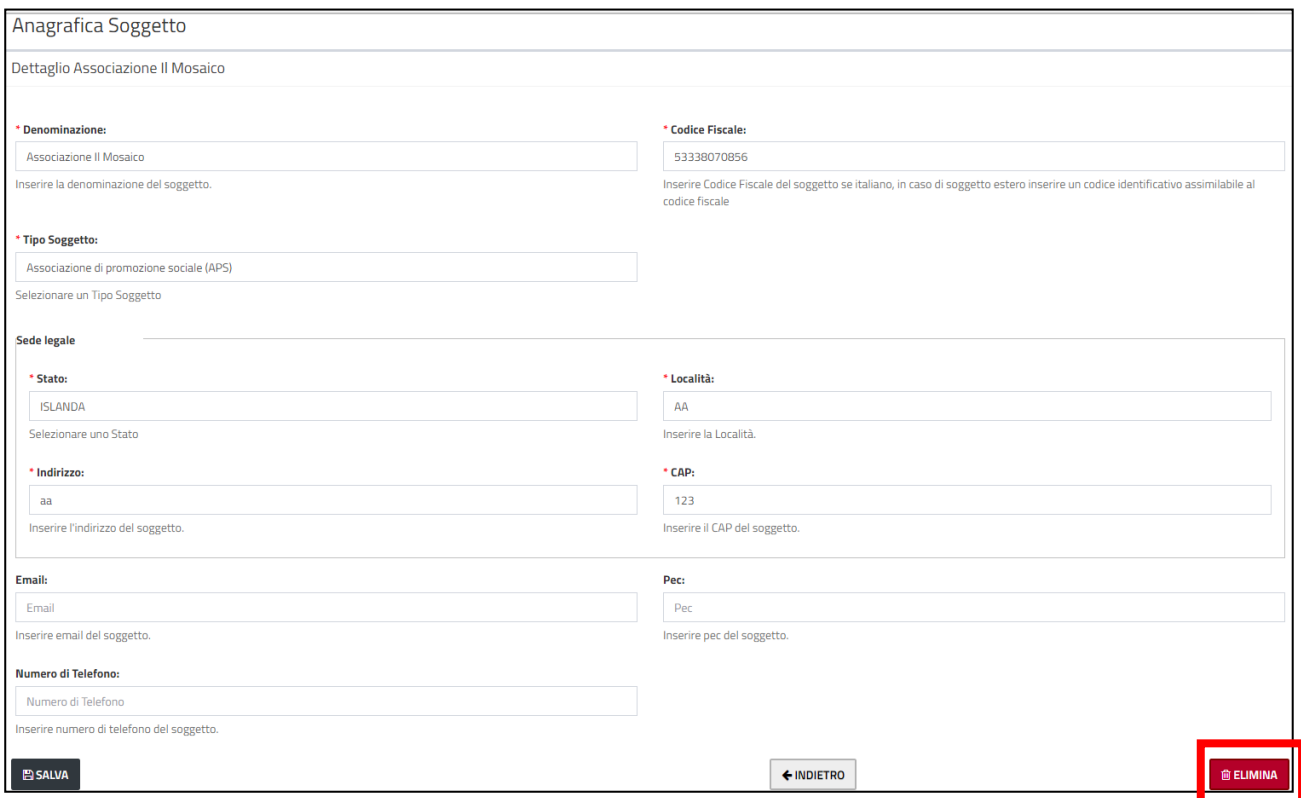 Anagrafica Soggetto
Dettaglio Associazione Il Mosaico
* Denominazione:
Associazione Il Mosaico
Inserire la denominazione del soggetto.
* Codice Fiscale:
53338070856
Inserire Codice Fiscale del soggetto se italiano, in caso di soggetto estero inserire un codice identificativo assimilabile al
codice fiscale
* Tipo Soggetto:
Associazione di promozione sociale (APS)
Selezionare un Tipo Soggetto
Sede legale
* Stato:
ISLANDA
Selezionare uno Stato
* Località:
AA
Inserire la Località.
* Indirizzo:
aa
Inserire l'indirizzo del soggetto.
* CAP:
123
Inserire il CAP del soggetto.
Email:
Email
Inserire email del soggetto.
Pec:
Pec
Inserire pec del soggetto.
Numero di Telefono:
Numero di Telefono
Inserire numero di telefono del soggetto.
SALVA
INDIETRO
ELIMINA